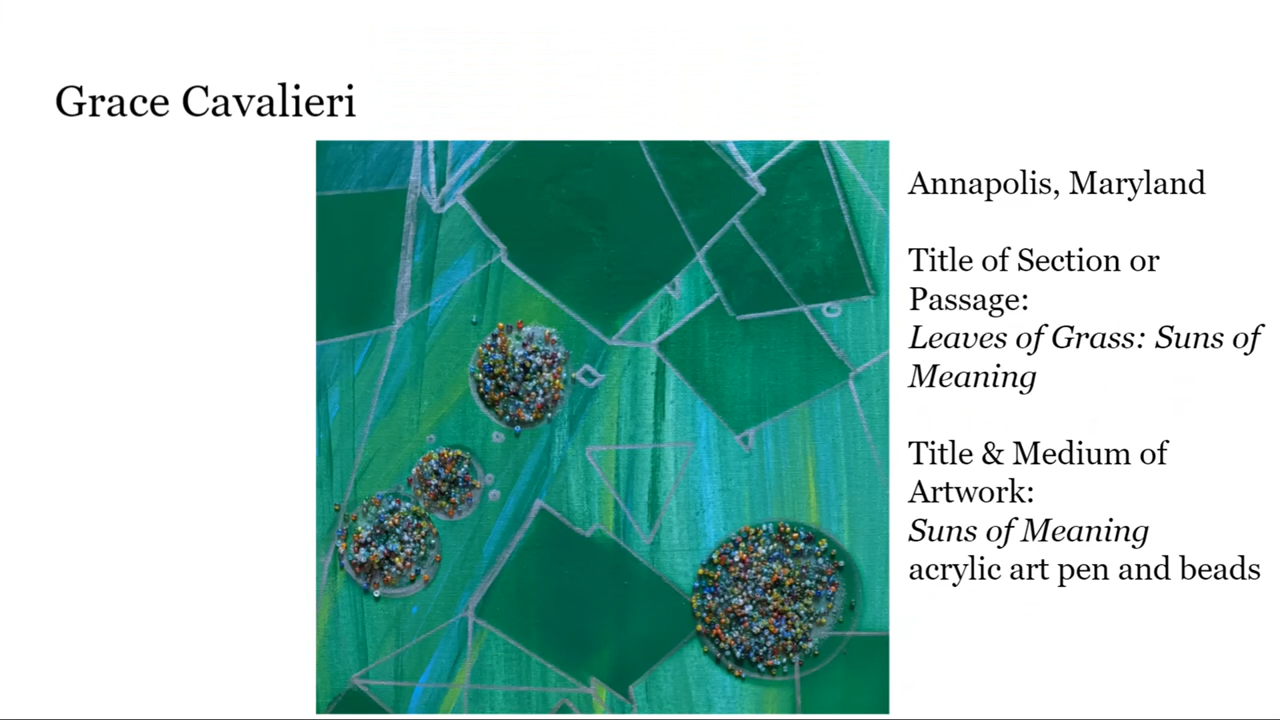 Grace Cavalieri
Annapolis, Maryland
Title of Section or
Passage:
Leaves of Grass: Suns of
Meaning
Title & Medium of
Artwork:
Suns of Meaning
acrylic art pen and beads